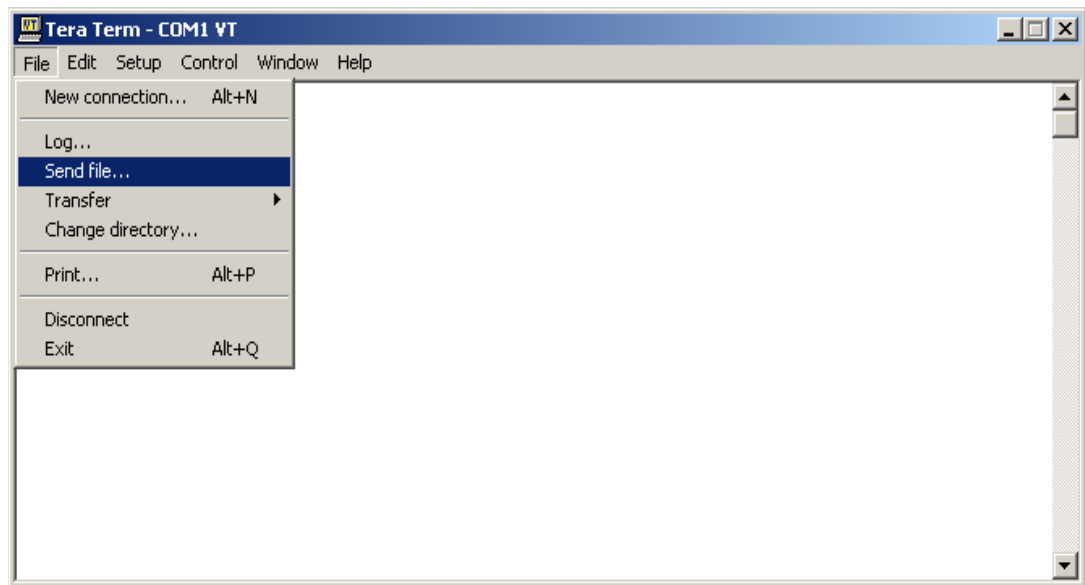 Tera Term - COM1 VT
File Edit Setup Control Window Help
New connection... Alt+N
Log...
Send file...
Transfer
Change directory...
Print... Alt+P
Disconnect
Exit Alt+Q